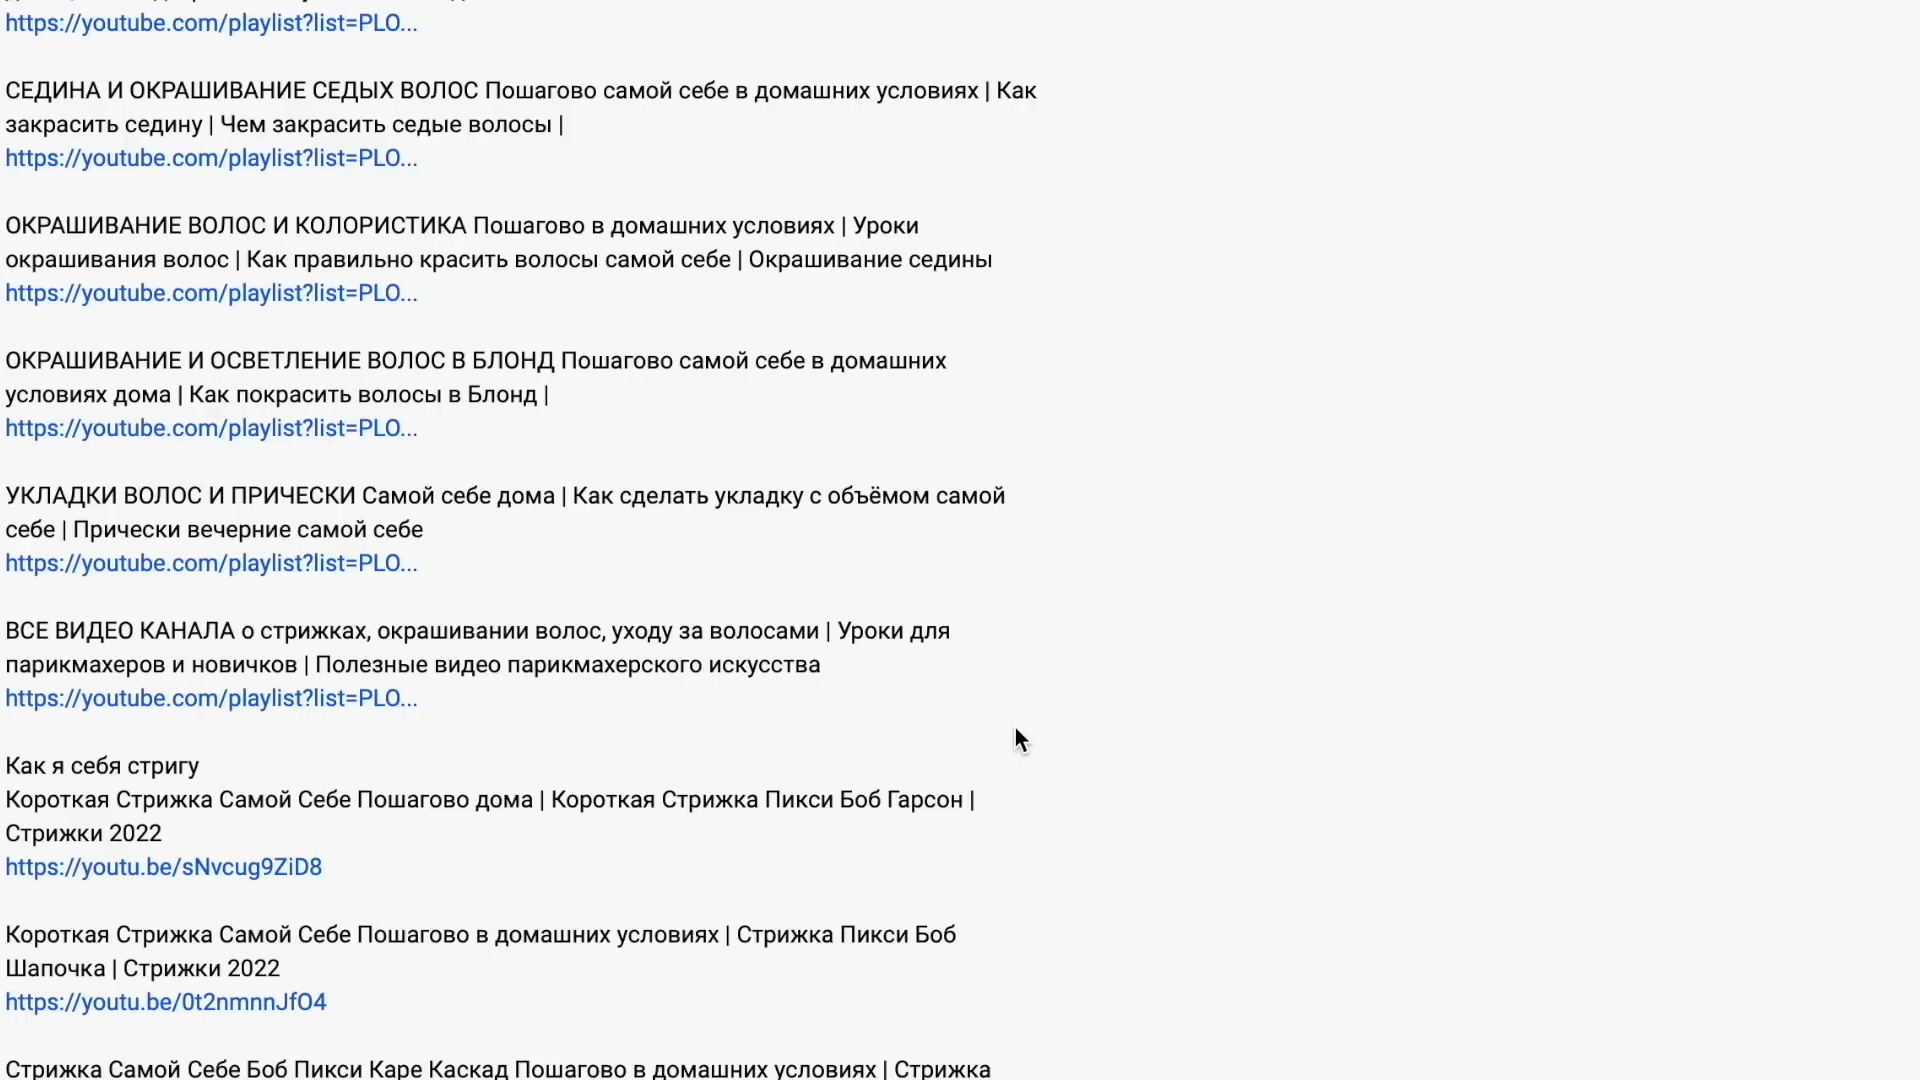 https://youtube.com/playlist?list=PLO...
СЕДИНА И ОКРАШИВАНИЕ СЕДЫХ ВОЛОС Пошагово самой себе в домашних условиях | Как
закрасить седину | Чем закрасить седые волосы |
https://youtube.com/playlist?list=PLO...
ОКРАШИВАНИЕ ВОЛОС И КОЛОРИСТИКА Пошагово в домашних условиях | Уроки
окрашивания волос | Как правильно красить волосы самой себе | Окрашивание седины
https://youtube.com/playlist?list=PLO...
ОКРАШИВАНИЕ И ОСВЕТЛЕНИЕ ВОЛОС В БЛОНД Пошагово самой себе в домашних
условиях дома | Как покрасить волосы в Блонд |
https://youtube.com/playlist?list=PLO...
УКЛАДКИ ВОЛОС И ПРИЧЕСКИ Самой себе дома | Как сделать укладку с объёмом самой
себе | Прически вечерние самой себе
https://youtube.com/playlist?list=PLO...
ВСЕ ВИДЕО КАНАЛА о стрижках, окрашивании волос, уходу за волосами | Уроки для
парикмахеров и новичков | Полезные видео парикмахерского искусства
https://youtube.com/playlist?list=PLO...
Как я себя стригу
Короткая Стрижка Самой Себе Пошагово дома | Короткая Стрижка Пикси Боб Гарсон |
Стрижки 2022
https://youtu.be/sNvcug9ZiD8
Короткая Стрижка Самой Себе Пошагово в домашних условиях | Стрижка Пикси Боб
Шапочка | Стрижки 2022
https://youtu.be/0t2nmnnJfO4
Стрижка Самой Себе Боб Пикси Каре Каскад Пошагово в домашних условиях | Стрижка